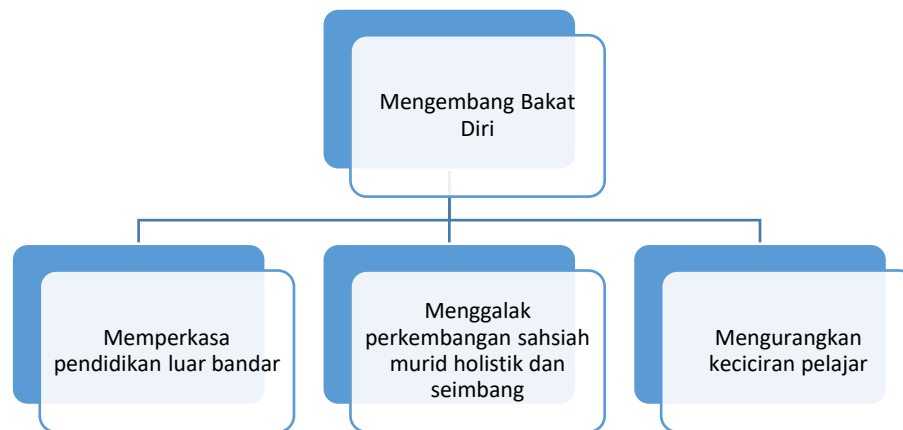 Mengembang Bakat
Diri
Memperkasa
pendidikan luar bandar
Menggalak
perkembangan sahsiah
murid holistik dan
seimbang
Mengurangkan
keciciran pelajar